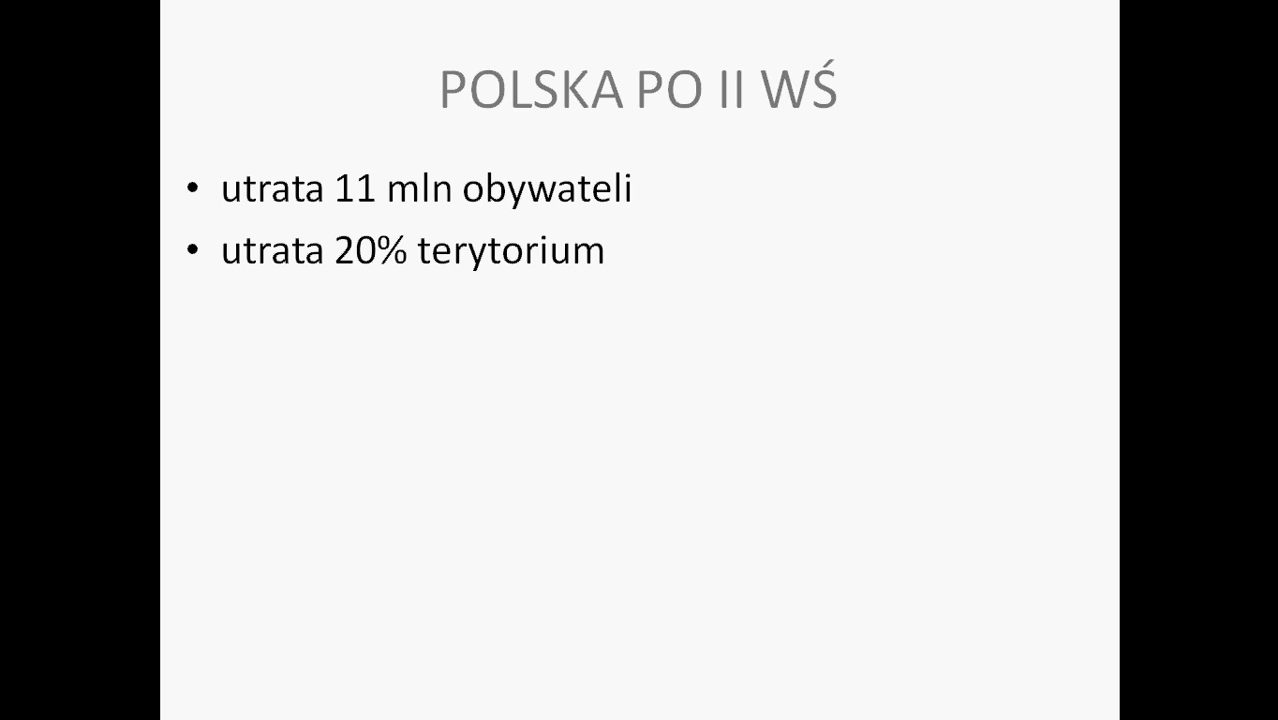 POLSKA PO II WŚ
• utrata 11 mln obywateli
• utrata 20% terytorium